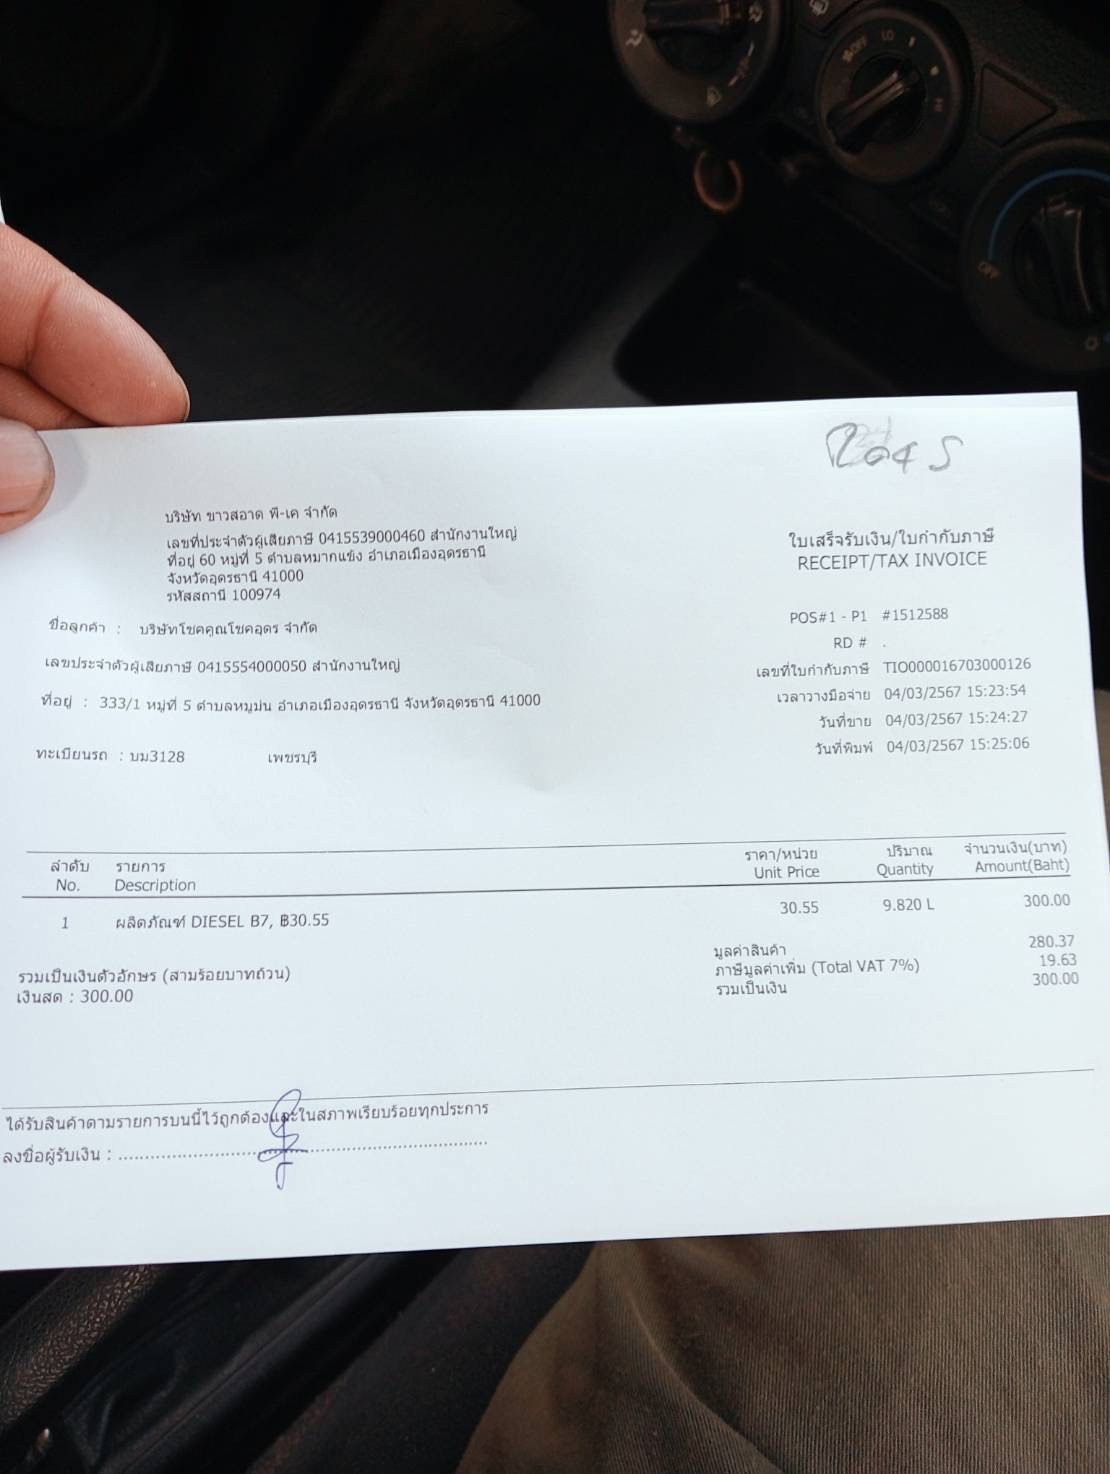 2045
บริษัท ขาวสอาด พี-เค จำกัด
เลขที่ประจำตัวผู้เสียภาษี 0415539000460 สำนักงานใหญ่
ที่อยู่ 60 หมู่ที่ 5 ตำบลหมากแข้ง อำเภอเมืองอุดรธานี
จังหวัดอุดรธานี 41000
รหัสสถานี 100974
ใบเสร็จรับเงิน/ใบกำกับภาษี
RECEIPT/TAX INVOICE
ชื่อลูกค้า : บริษัทโชคคูณโชคอุดร จำกัด
เลขประจำตัวผู้เสียภาษี 0415554000050 สำนักงานใหญ่
ที่อยู่ : 333/1 หมู่ที่ 5 ตำบลหมูม่น อำเภอเมืองอุดรธานี จังหวัดอุดรธานี 41000
ทะเบียนรถ : บม3128 เพชรบุรี
POS#1 - P1 #1512588
RD # .
เลขที่ใบกำกับภาษี TIO000016703000126
เวลาวางมือจ่าย 04/03/2567 15:23:54
วันที่ขาย 04/03/2567 15:24:27
วันที่พิมพ์ 04/03/2567 15:25:06
ลำดับ รายการ ราคา/หน่วย ปริมาณ จำนวนเงิน(บาท)
No. Description Unit Price Quantity Amount(Baht)
1 ผลิตภัณฑ์ DIESEL B7, ฿30.55 30.55 9.820 L 300.00
มูลค่าสินค้า 280.37
ภาษีมูลค่าเพิ่ม (Total VAT 7%) 19.63
รวมเป็นเงิน 300.00
รวมเป็นเงินตัวอักษร (สามร้อยบาทถ้วน)
เงินสด : 300.00
ได้รับสินค้าตามรายการบนนี้ไว้ถูกต้องและในสภาพเรียบร้อยทุกประการ
ลงชื่อผู้รับเงิน :
OFF LO HI
OFF